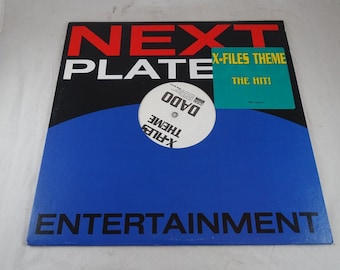 NEXT
PLATE
X-FILES THEME
THE HIT!
X-FILES
THEME
DADO
ENTERTAINMENT